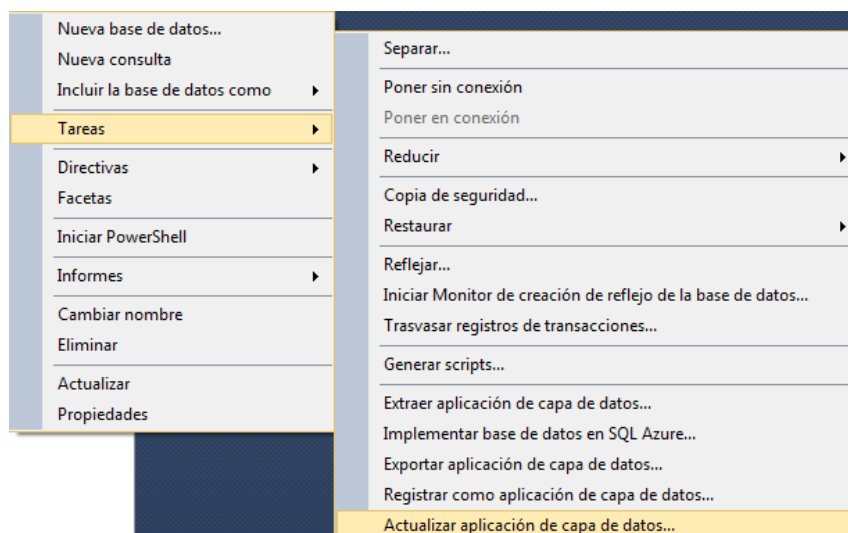 Nueva base de datos...
Nueva consulta
Incluir la base de datos como
Tareas
Directivas
Facetas
Iniciar PowerShell
Informes
Cambiar nombre
Eliminar
Actualizar
Propiedades
Separar...
Poner sin conexión
Poner en conexión
Reducir
Copia de seguridad...
Restaurar
Reflejar...
Iniciar Monitor de creación de reflejo de la base de datos...
Trasvasar registros de transacciones...
Generar scripts...
Extraer aplicación de capa de datos...
Implementar base de datos en SQL Azure...
Exportar aplicación de capa de datos...
Registrar como aplicación de capa de datos...
Actualizar aplicación de capa de datos...